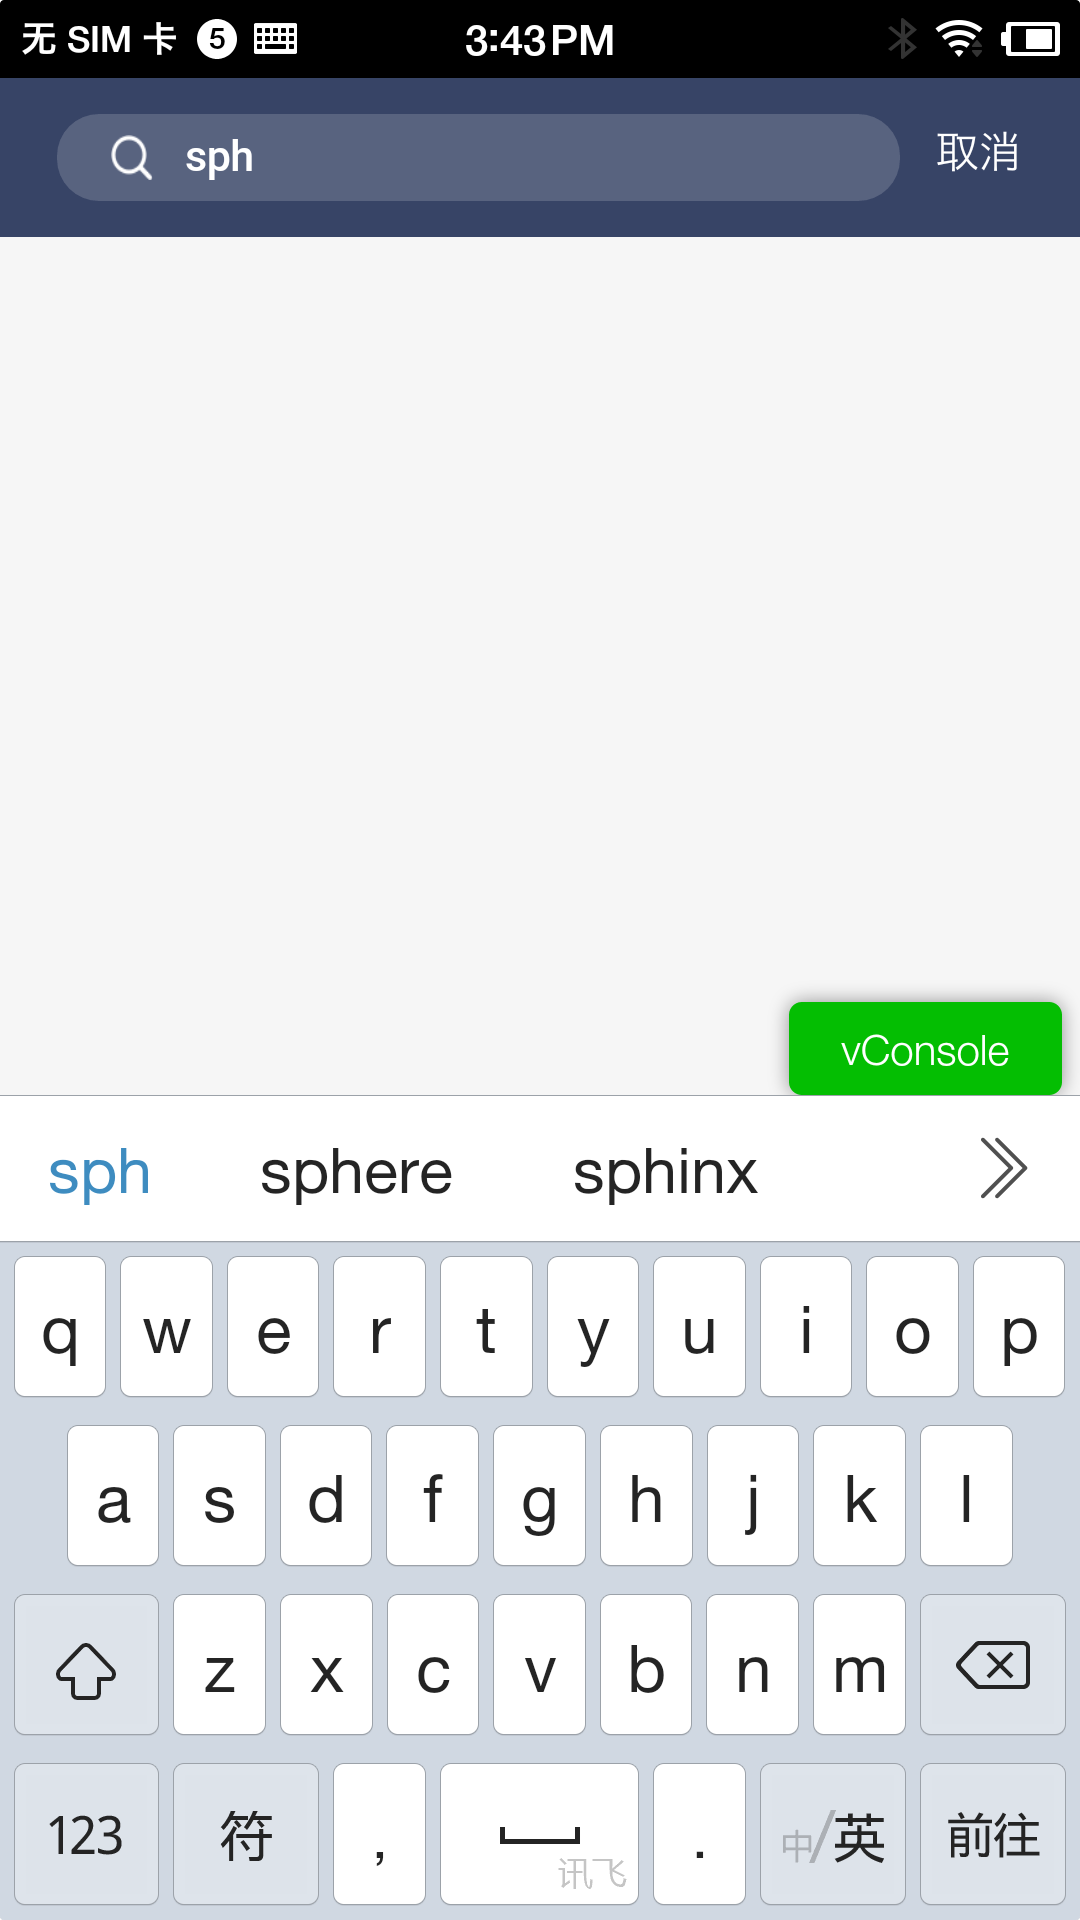 无 SIM 卡 5 3:43 PM
sph 取消
vConsole
sph sphere sphinx
q w e r t y u i o p
a s d f g h j k l
z x c v b n m
123 符 , 讯飞 . 中/英 前往